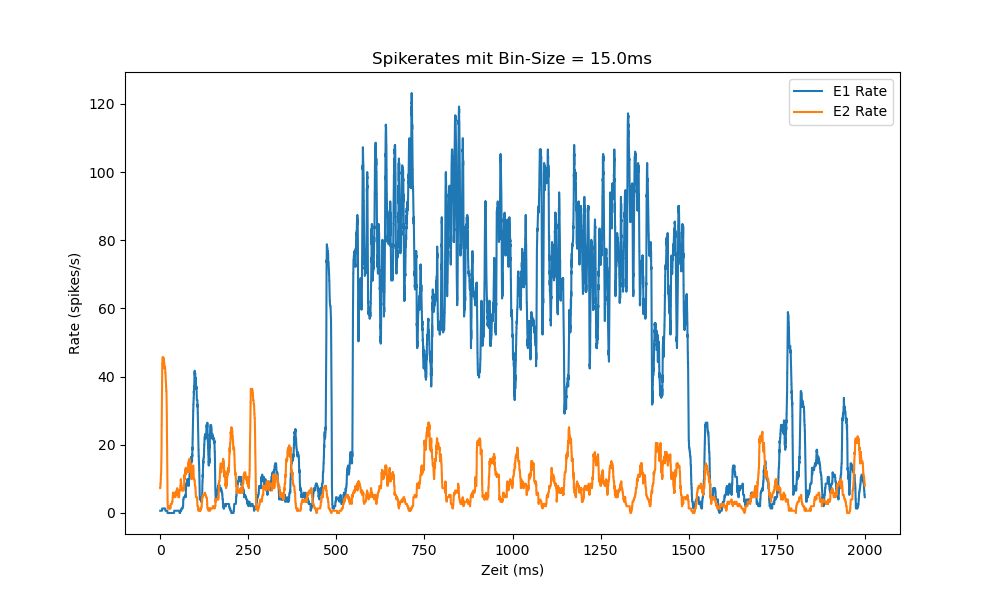 Spikerates mit Bin-Size = 15.0ms
E1 Rate
E2 Rate
Rate (spikes/s)
120
100
80
60
40
20
0
0 250 500 750 1000 1250 1500 1750 2000
Zeit (ms)